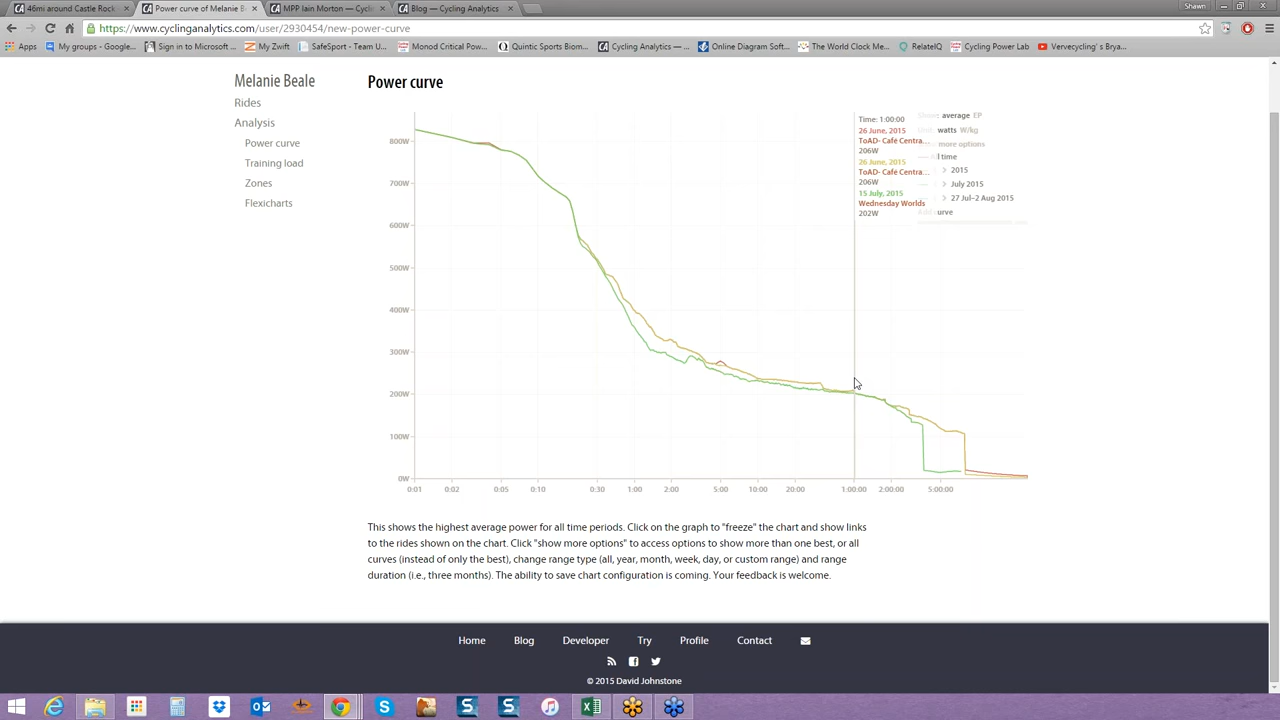 46mi around Castle Rock
Power curve of Melanie B
MPP Iain Morton — Cyclin
Blog — Cycling Analytics
Shawn
https://www.cyclinganalytics.com/user/2930454/new-power-curve
Apps
My groups - Google...
Sign in to Microsoft ...
My Zwift
SafeSport - Team U...
Monod Critical Pow...
Quintic Sports Biom...
Cycling Analytics — ...
Online Diagram Soft...
The World Clock Me...
RelateIQ
Cycling Power Lab
Vervecycling' s Brya...
Melanie Beale
Rides
Analysis
Power curve
Training load
Zones
Flexicharts
Power curve
800W
700W
600W
500W
400W
300W
200W
100W
0W
Time: 1:00:00
26 June, 2015
ToAD- Café Centra...
206W
26 June, 2015
ToAD- Café Centra...
206W
15 July, 2015
Wednesday Worlds
202W
average EP
watts W/kg
more options
All time
2015
July 2015
27 Jul–2 Aug 2015
Add curve
0:01 0:02 0:05 0:10 0:30 1:00 2:00 5:00 10:00 20:00 1:00:00 2:00:00 5:00:00
This shows the highest average power for all time periods. Click on the graph to "freeze" the chart and show links
to the rides shown on the chart. Click "show more options" to access options to show more than one best, or all
curves (instead of only the best), change range type (all, year, month, week, day, or custom range) and range
duration (i.e., three months). The ability to save chart configuration is coming. Your feedback is welcome.
Home Blog Developer Try Profile Contact
© 2015 David Johnstone